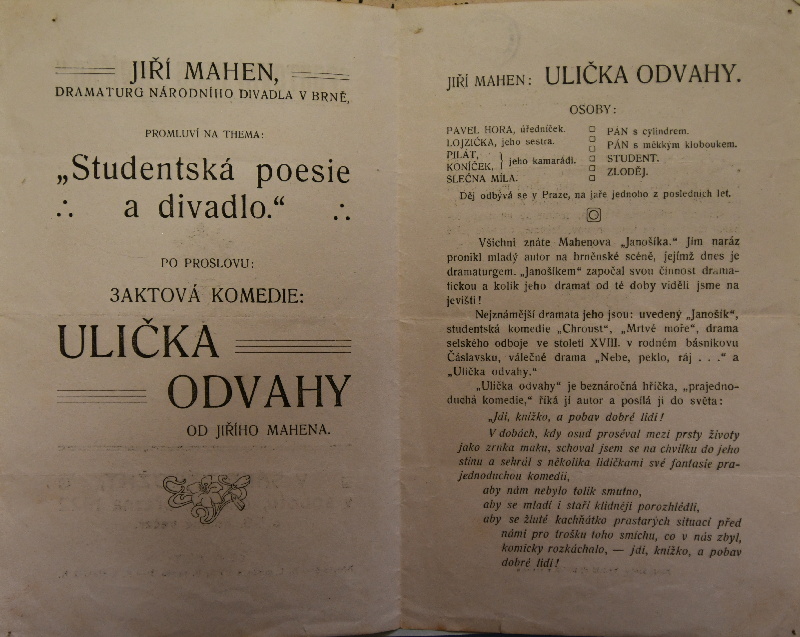 JIŘÍ MAHEN,
DRAMATURG NÁRODNÍHO DIVADLA V BRNĚ,
PROMLUVÍ NA THEMA:
„Studentská poesie
∴ a divadlo.“ ∴
PO PROSLOVU:
3AKTOVÁ KOMEDIE:
ULIČKA
ODVAHY
OD JIŘÍHO MAHENA.
JIŘÍ MAHEN: ULIČKA ODVAHY.
OSOBY:
PAVEL HORA, úředníček.
LOJZIČKA, jeho sestra.
PILÁT,
KONÍČEK, } jeho kamarádi.
SLEČNA MÍLA.
PÁN s cylindrem.
PÁN s měkkým kloboukem.
STUDENT.
ZLODĚJ.
Děj odbývá se v Praze, na jaře jednoho z posledních let.
Všichni znáte Mahenova „Janošíka.“ Jím naráz
pronikl mladý autor na brněnské scéně, jejímž dnes je
dramaturgem. „Janošíkem“ započal svou činnost drama-
tickou a kolik jeho dramat od té doby viděli jsme na
jevišti!
Nejznámější dramata jeho jsou: uvedený „Janošík“,
studentská komedie „Chroust“, „Mrtvé moře“, drama
selského odboje ve století XVIII. v rodném básníkovu
Čáslavsku, válečné drama „Nebe, peklo, ráj . . .“ a
„Ulička odvahy.“
„Ulička odvahy“ je beznáročná hříčka, „prajedno-
duchá komedie,“ říká jí autor a posílá ji do světa:
„Jdi, knížko, a pobav dobré lidi!
V dobách, kdy osud proséval mezi prsty životy
jako zrnka máku, schoval jsem se na chvilku do jeho
stínu a sehrál s několika lidičkami své fantasie pra-
jednoduchou komedii,
aby nám nebylo tolik smutno,
aby se mladí i staří klidněji porozhlédli,
aby se žluté kachňátko prastarých situací před
námi pro trošku toho smíchu, co v nás zbyl,
komicky rozkáchalo, — jdi, knížko, a pobav
dobré lidi!